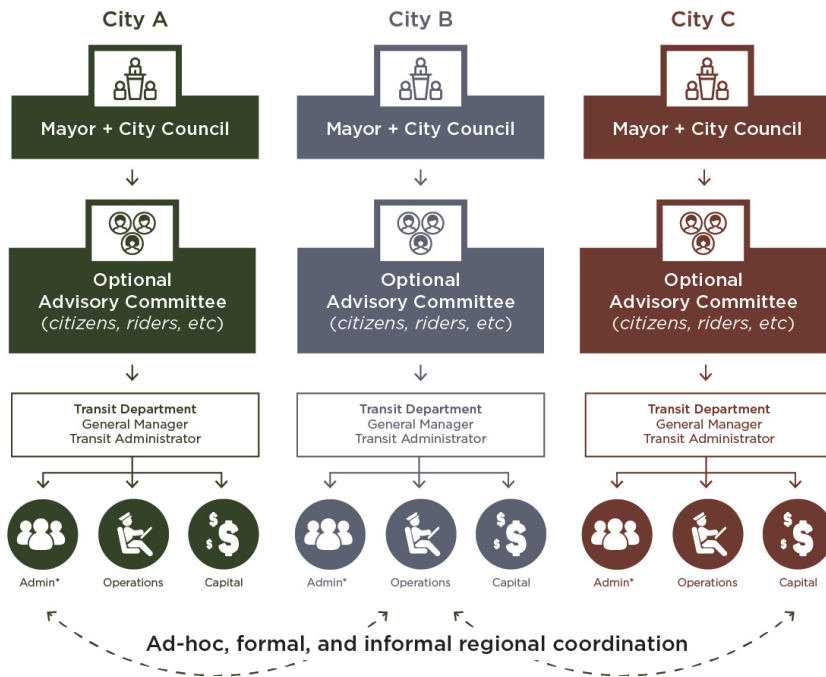 City A
City B
City C
Mayor + City Council
Mayor + City Council
Mayor + City Council
Optional
Advisory Committee
(citizens, riders, etc)
Optional
Advisory Committee
(citizens, riders, etc)
Optional
Advisory Committee
(citizens, riders, etc)
Transit Department
General Manager
Transit Administrator
Transit Department
General Manager
Transit Administrator
Transit Department
General Manager
Transit Administrator
$
$
$
$
$
$
$
$
$
Admin*
Operations
Capital
Admin*
Operations
Capital
Admin*
Operations
Capital
Ad-hoc, formal, and informal regional coordination